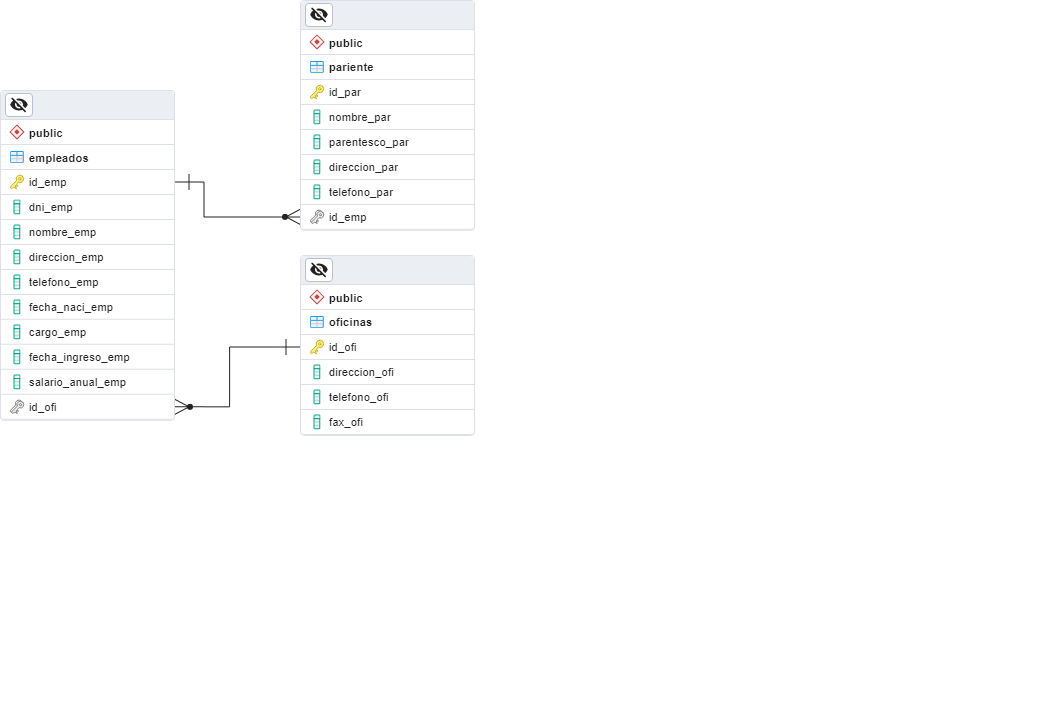 public
empleados
id_emp
dni_emp
nombre_emp
direccion_emp
telefono_emp
fecha_naci_emp
cargo_emp
fecha_ingreso_emp
salario_anual_emp
id_ofi
public
pariente
id_par
nombre_par
parentesco_par
direccion_par
telefono_par
id_emp
public
oficinas
id_ofi
direccion_ofi
telefono_ofi
fax_ofi